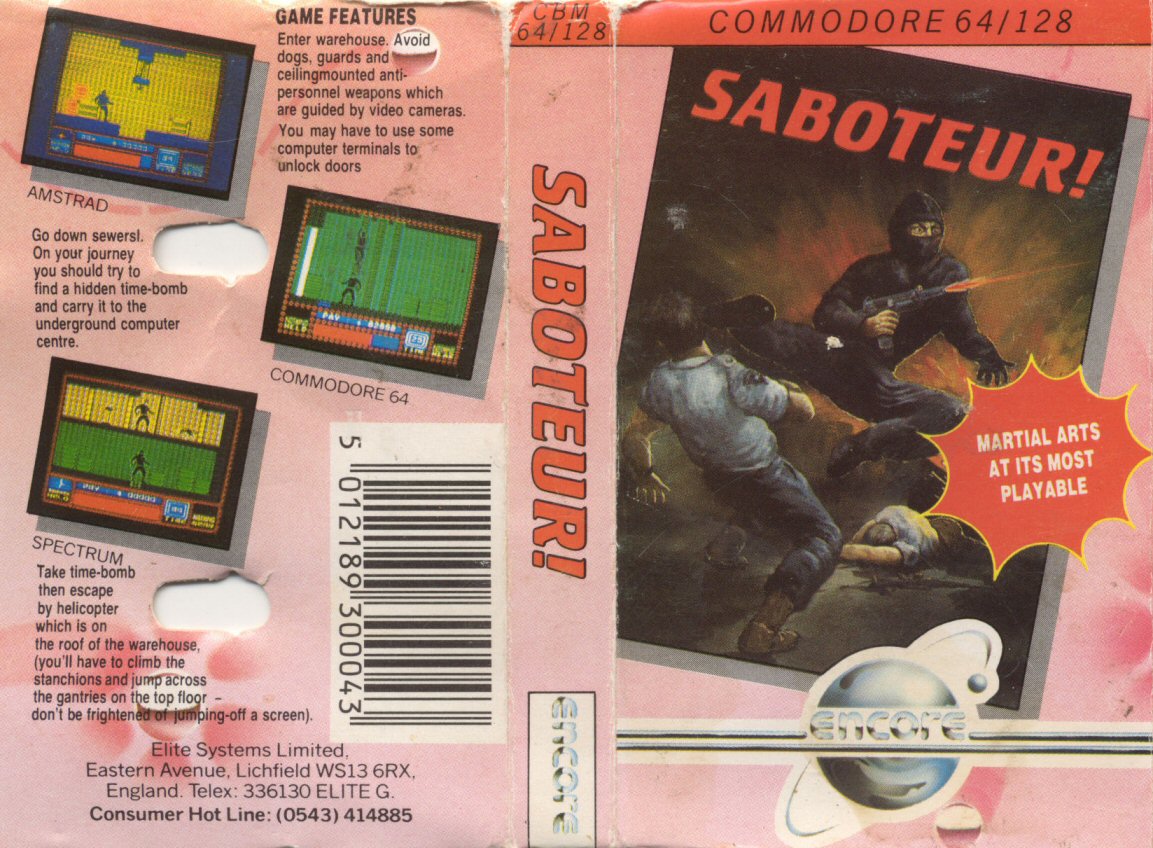 GAME FEATURES
Enter warehouse. Avoid
dogs, guards and
ceilingmounted anti-
personnel weapons which
are guided by video cameras.
You may have to use some
computer terminals to
unlock doors
AMSTRAD
Go down sewersl.
On your journey
you should try to
find a hidden time-bomb
and carry it to the
underground computer
centre.
COMMODORE 64
SPECTRUM
Take time-bomb
then escape
by helicopter
which is on
the roof of the warehouse,
(you'll have to climb the
stanchions and jump across
the gantries on the top floor –
don't be frightened of jumping-off a screen).
5 012189 300043
Elite Systems Limited,
Eastern Avenue, Lichfield WS13 6RX,
England. Telex: 336130 ELITE G.
Consumer Hot Line: (0543) 414885
CBM
64/128
SABOTEUR!
encore
COMMODORE 64/128
SABOTEUR!
MARTIAL ARTS
AT ITS MOST
PLAYABLE
encore